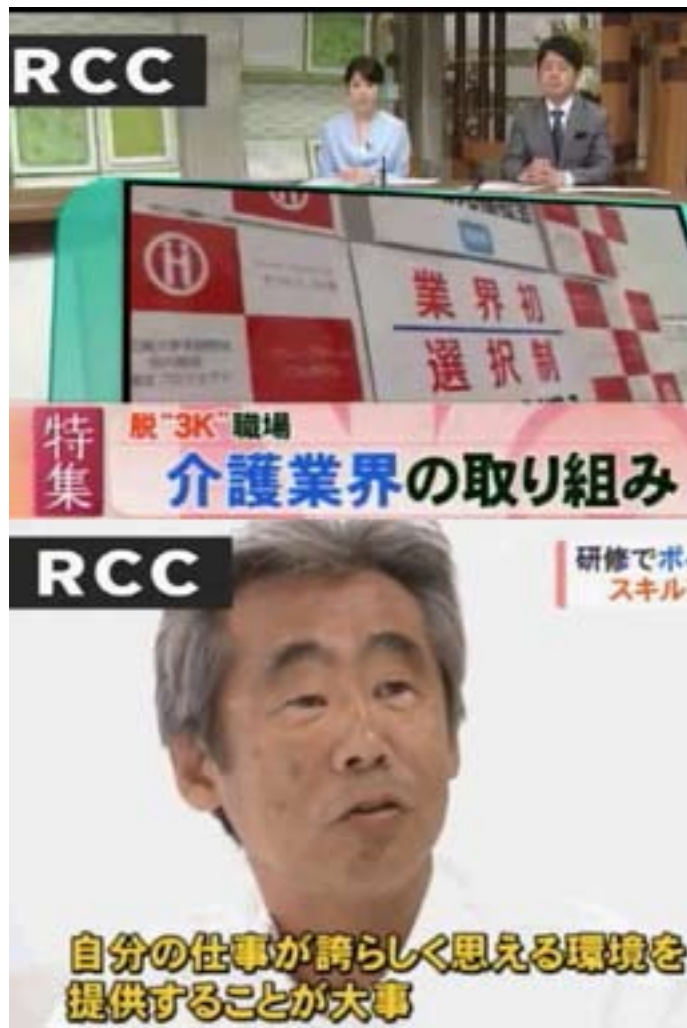 RCC
業界初
選択制
特集
脱"3K"職場
介護業界の取り組み
RCC
研修でポ
スキル
自分の仕事が誇らしく思える環境を
提供することが大事